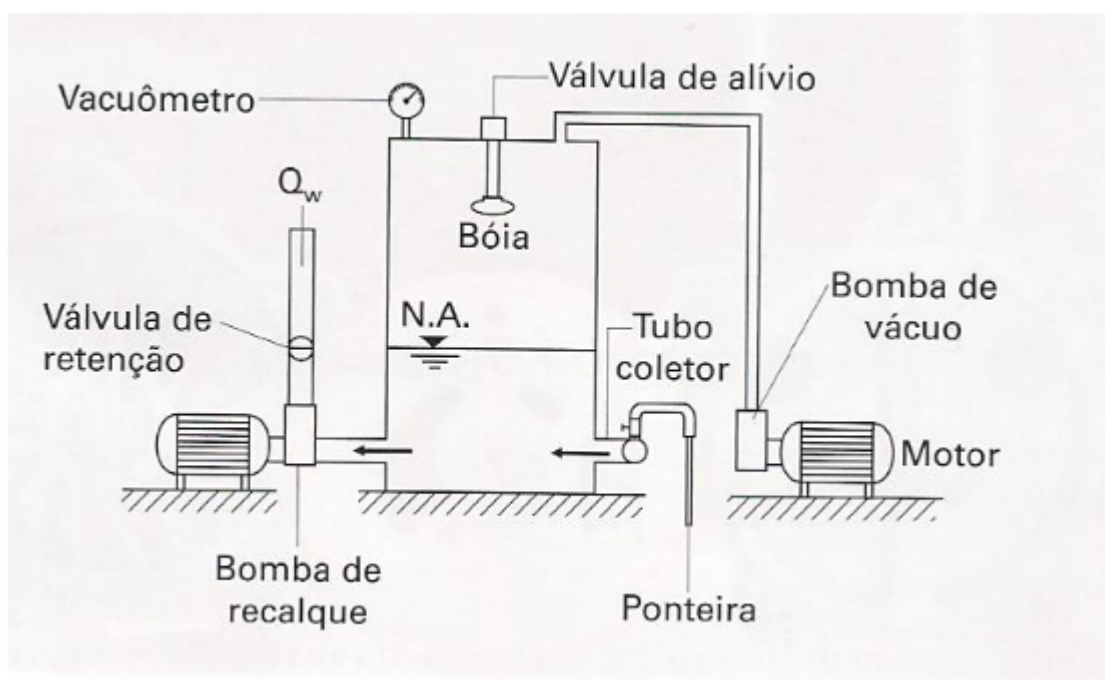 Vacuômetro
Válvula de alívio
Q_w
Bóia
Bomba de
vácuo
Válvula de
retenção
N.A.
Tubo
coletor
Motor
Bomba de
recalque
Ponteira